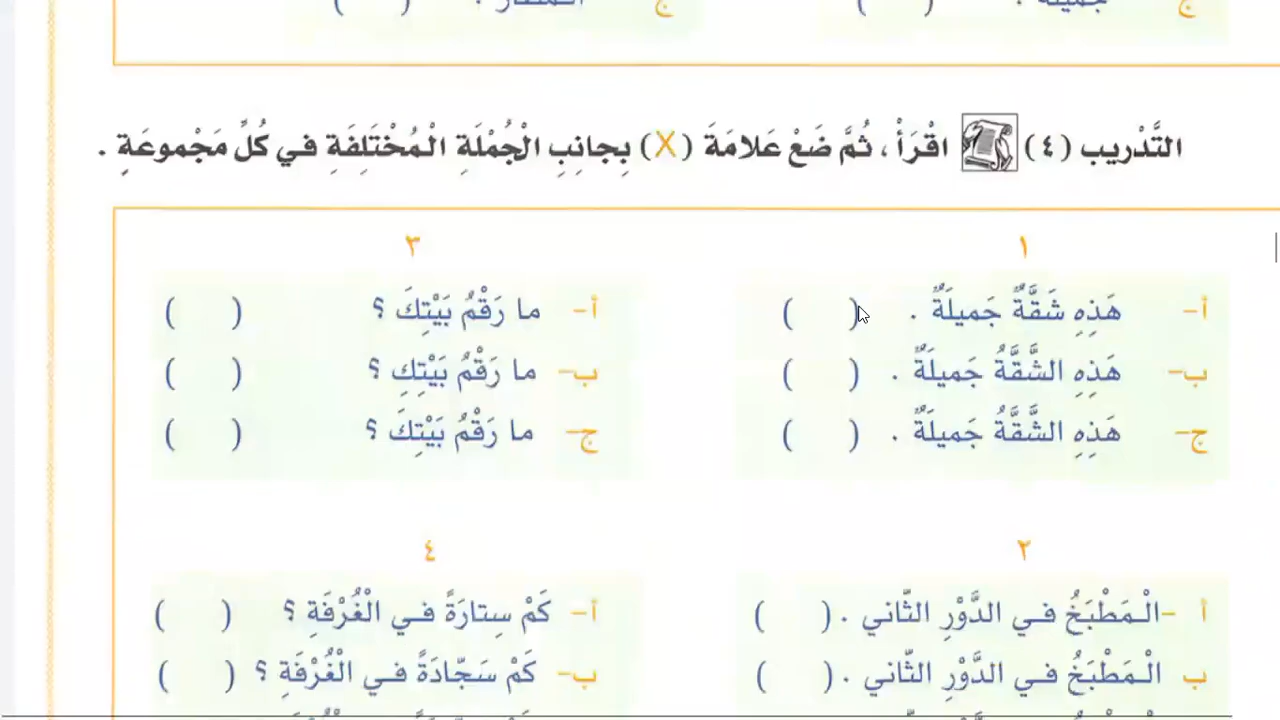 ج جميلة . ( )
ج ( )
التَّدْريب (٤) اقْرَأْ ، ثُمَّ ضَعْ عَلامَةَ (X) بِجانِبِ الْجُمْلَةِ الْمُخْتَلِفَةِ في كُلِّ مَجْموعَةٍ .
١
أ- هَذِهِ شَقَّةٌ جَميلَةٌ . ( )
ب- هَذِهِ الشَّقَّةُ جَميلَةٌ . ( )
ج- هَذِهِ الشَّقَّةُ جَميلَةٌ . ( )
٣
أ- ما رَقْمُ بَيْتِكَ ؟ ( )
ب- ما رَقْمُ بَيْتِكِ ؟ ( )
ج- ما رَقْمُ بَيْتِكَ ؟ ( )
٢
أ -الْمَطْبَخُ في الدَّوْرِ الثّاني . ( )
ب الْمَطْبَخُ في الدَّوْرِ الثّاني . ( )
٤
أ- كَمْ سِتارَةً في الْغُرْفَةِ ؟ ( )
ب- كَمْ سَجّادَةً في الْغُرْفَةِ ؟ ( )